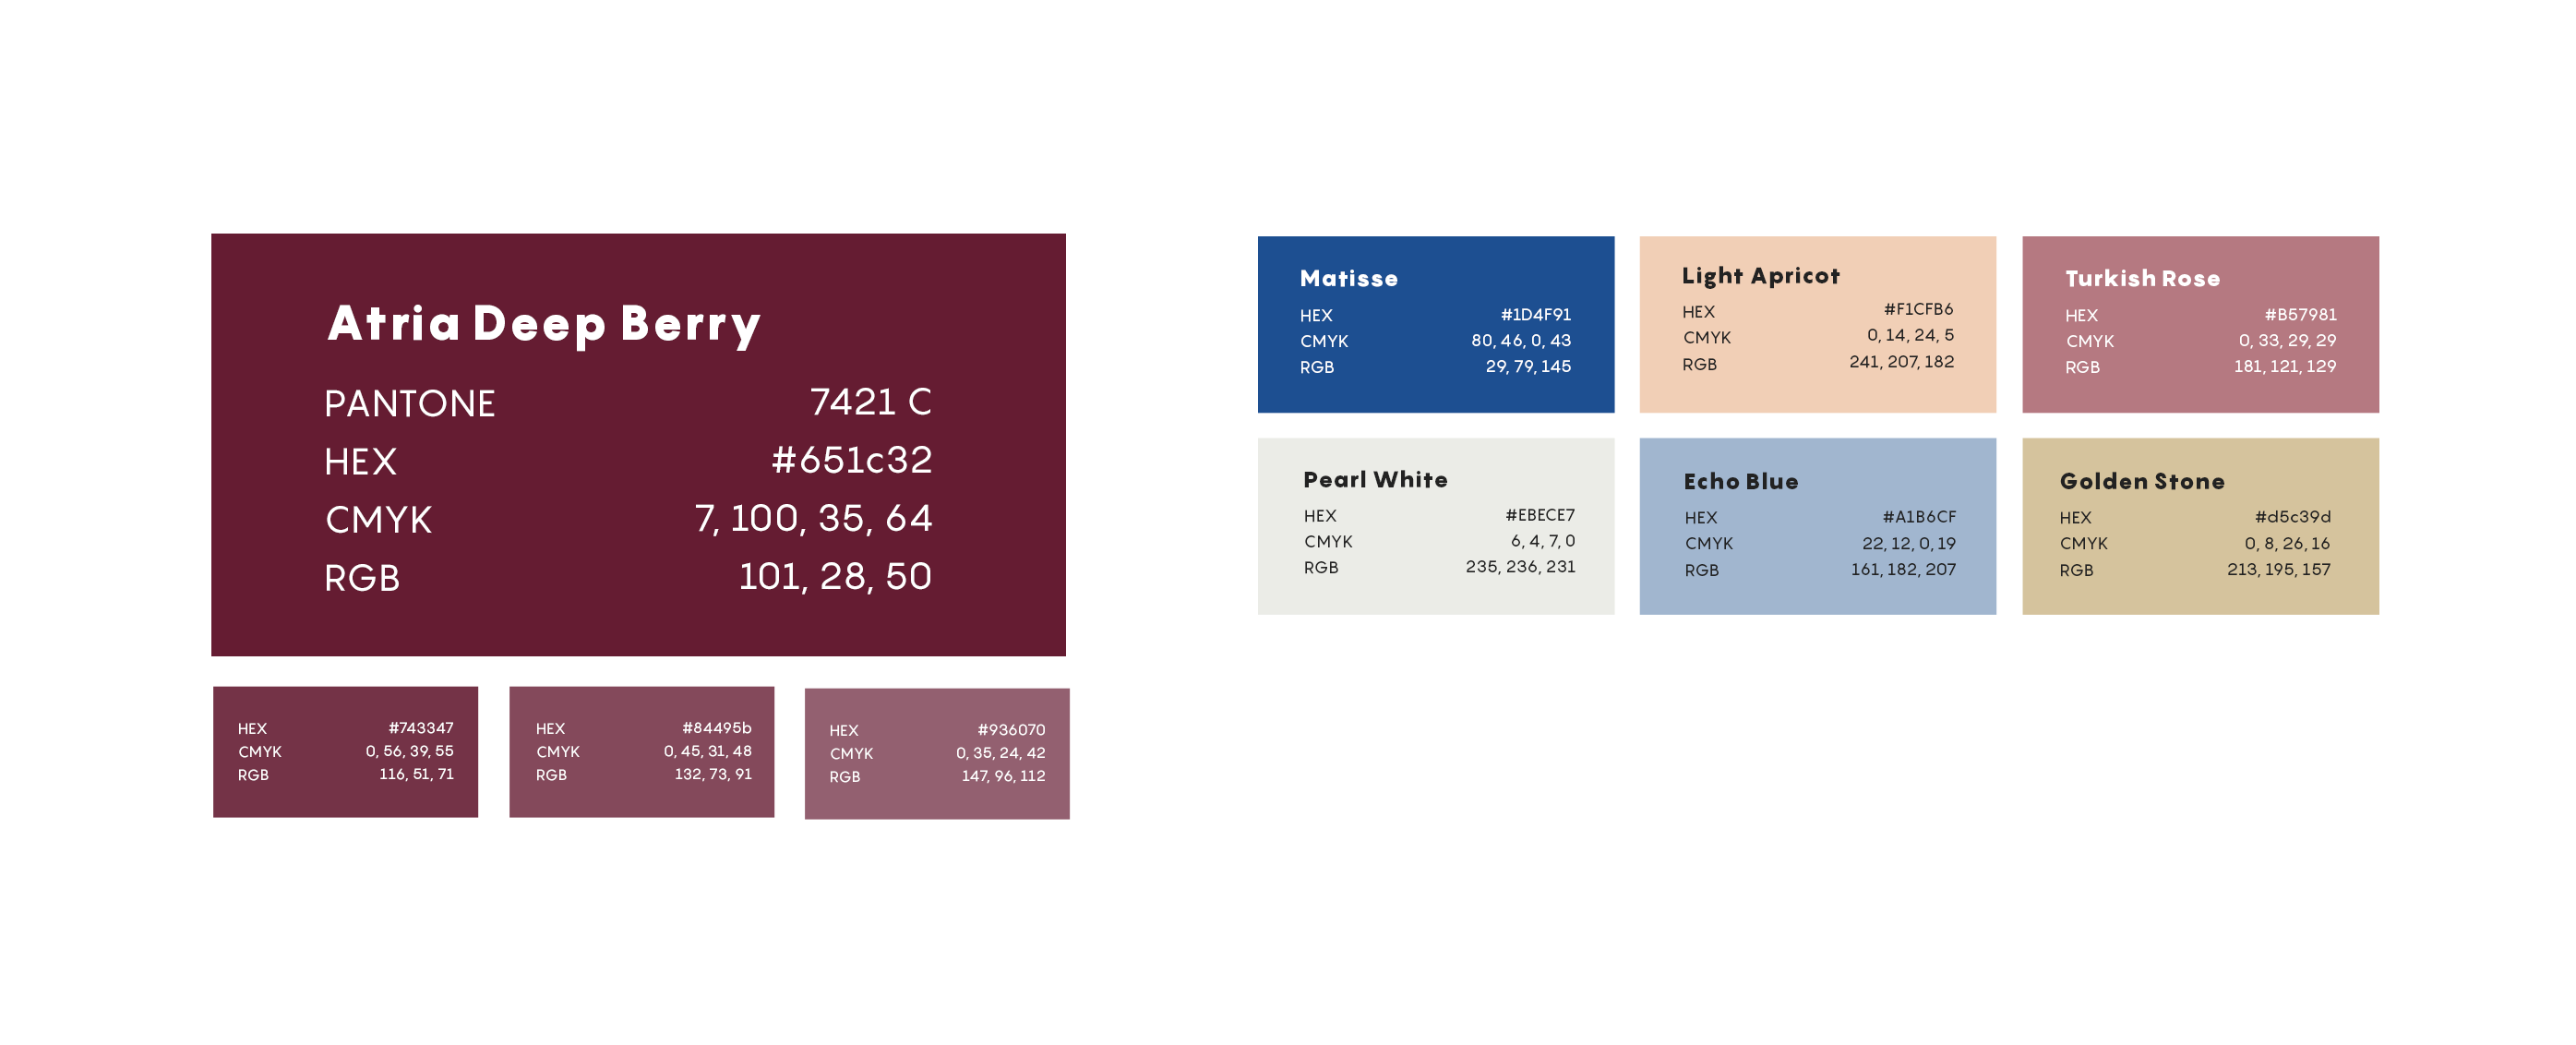 Atria Deep Berry
PANTONE 7421 C
HEX #651c32
CMYK 7, 100, 35, 64
RGB 101, 28, 50
HEX #743347
CMYK 0, 56, 39, 55
RGB 116, 51, 71
HEX #84495b
CMYK 0, 45, 31, 48
RGB 132, 73, 91
HEX #936070
CMYK 0, 35, 24, 42
RGB 147, 96, 112
Matisse
HEX #1D4F91
CMYK 80, 46, 0, 43
RGB 29, 79, 145
Light Apricot
HEX #F1CFB6
CMYK 0, 14, 24, 5
RGB 241, 207, 182
Turkish Rose
HEX #B57981
CMYK 0, 33, 29, 29
RGB 181, 121, 129
Pearl White
HEX #EBECE7
CMYK 6, 4, 7, 0
RGB 235, 236, 231
Echo Blue
HEX #A1B6CF
CMYK 22, 12, 0, 19
RGB 161, 182, 207
Golden Stone
HEX #d5c39d
CMYK 0, 8, 26, 16
RGB 213, 195, 157